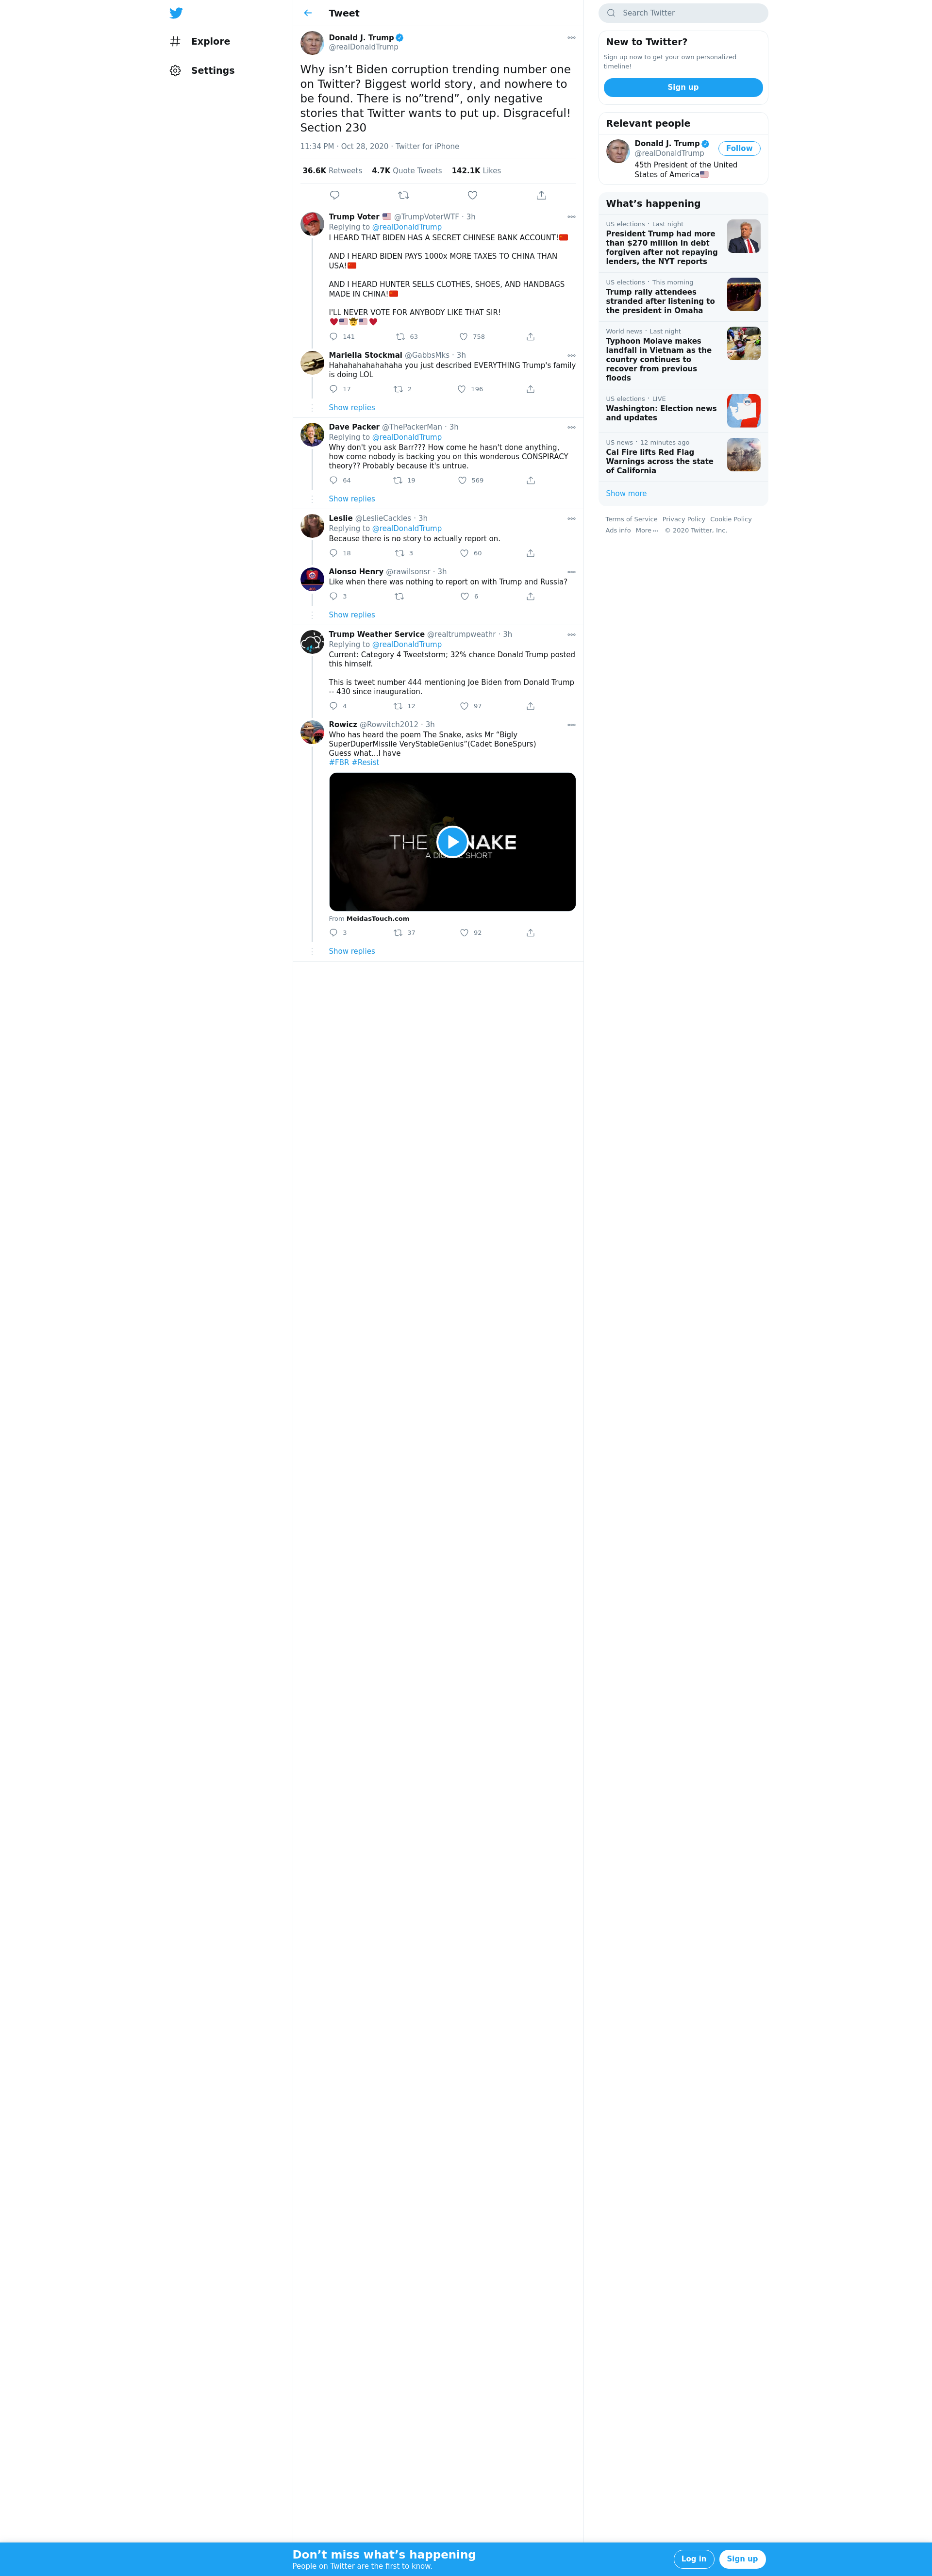 Explore
Settings
Tweet
Donald J. Trump
@realDonaldTrump
Why isn’t Biden corruption trending number one
on Twitter? Biggest world story, and nowhere to
be found. There is no”trend”, only negative
stories that Twitter wants to put up. Disgraceful!
Section 230
11:34 PM · Oct 28, 2020 · Twitter for iPhone
36.6K Retweets 4.7K Quote Tweets 142.1K Likes
Trump Voter 🇺🇸 @TrumpVoterWTF · 3h
Replying to @realDonaldTrump
I HEARD THAT BIDEN HAS A SECRET CHINESE BANK ACCOUNT!🇨🇳
AND I HEARD BIDEN PAYS 1000x MORE TAXES TO CHINA THAN
USA!🇨🇳
AND I HEARD HUNTER SELLS CLOTHES, SHOES, AND HANDBAGS
MADE IN CHINA!🇨🇳
I'LL NEVER VOTE FOR ANYBODY LIKE THAT SIR!
♥️🇺🇸🤠🇺🇸♥️
141 63 758
Mariella Stockmal @GabbsMks · 3h
Hahahahahahahaha you just described EVERYTHING Trump's family
is doing LOL
17 2 196
Show replies
Dave Packer @ThePackerMan · 3h
Replying to @realDonaldTrump
Why don't you ask Barr??? How come he hasn't done anything,
how come nobody is backing you on this wonderous CONSPIRACY
theory?? Probably because it's untrue.
64 19 569
Show replies
Leslie @LeslieCackles · 3h
Replying to @realDonaldTrump
Because there is no story to actually report on.
18 3 60
Alonso Henry @rawilsonsr · 3h
Like when there was nothing to report on with Trump and Russia?
3 6
Show replies
Trump Weather Service @realtrumpweathr · 3h
Replying to @realDonaldTrump
Current: Category 4 Tweetstorm; 32% chance Donald Trump posted
this himself.
This is tweet number 444 mentioning Joe Biden from Donald Trump
-- 430 since inauguration.
4 12 97
Rowicz @Rowvitch2012 · 3h
Who has heard the poem The Snake, asks Mr “Bigly
SuperDuperMissile VeryStableGenius”(Cadet BoneSpurs)
Guess what...I have
#FBR #Resist
THE NAKE
A DI SHORT
From MeidasTouch.com
3 37 92
Show replies
Search Twitter
New to Twitter?
Sign up now to get your own personalized
timeline!
Sign up
Relevant people
Donald J. Trump
@realDonaldTrump
Follow
45th President of the United
States of America🇺🇸
What’s happening
US elections · Last night
President Trump had more
than $270 million in debt
forgiven after not repaying
lenders, the NYT reports
US elections · This morning
Trump rally attendees
stranded after listening to
the president in Omaha
World news · Last night
Typhoon Molave makes
landfall in Vietnam as the
country continues to
recover from previous
floods
US elections · LIVE
Washington: Election news
and updates
US news · 12 minutes ago
Cal Fire lifts Red Flag
Warnings across the state
of California
Show more
Terms of Service Privacy Policy Cookie Policy
Ads info More © 2020 Twitter, Inc.
Don’t miss what’s happening
People on Twitter are the first to know.
Log in
Sign up